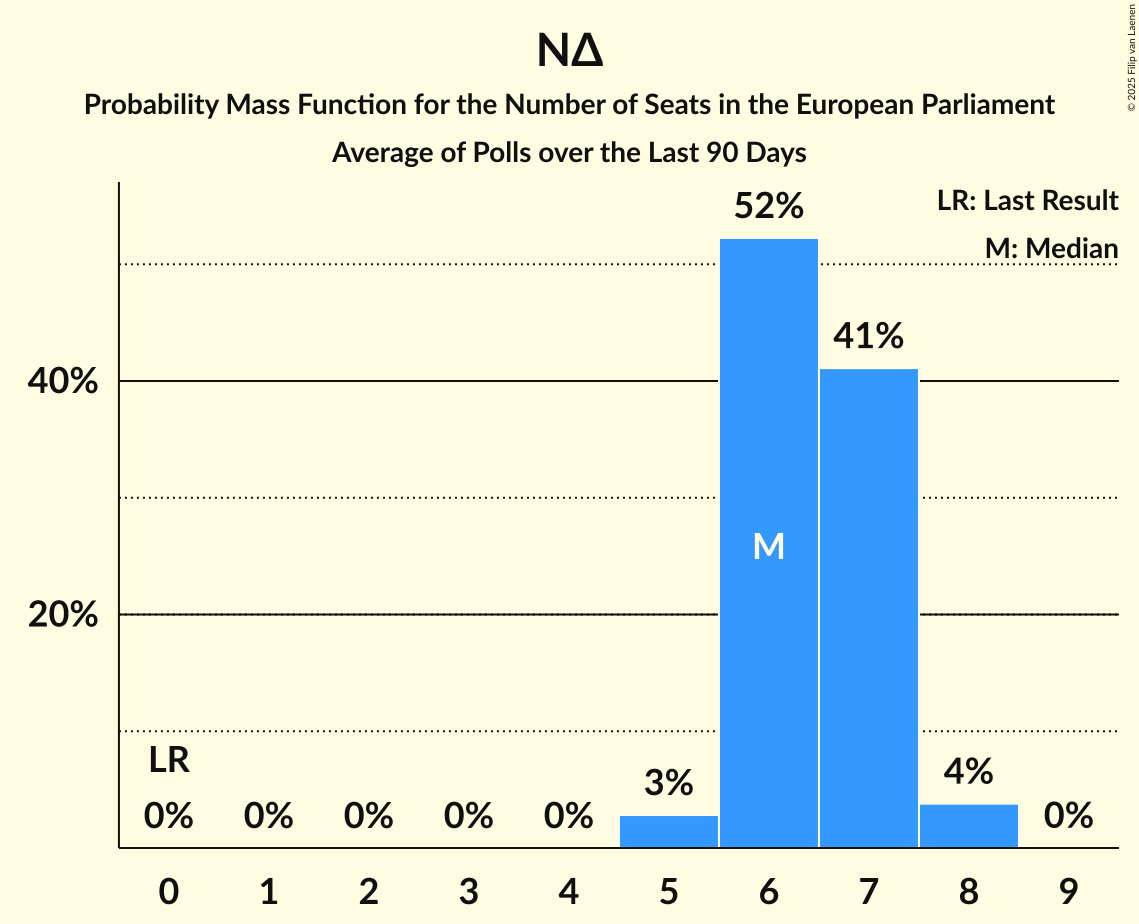 NΔ
Probability Mass Function for the Number of Seats in the European Parliament
Average of Polls over the Last 90 Days
© 2025 Filip van Laenen
LR: Last Result
M: Median
52%
41%
40%
M
20%
LR
0% 0% 0% 0% 0% 3% 4% 0%
0 1 2 3 4 5 6 7 8 9